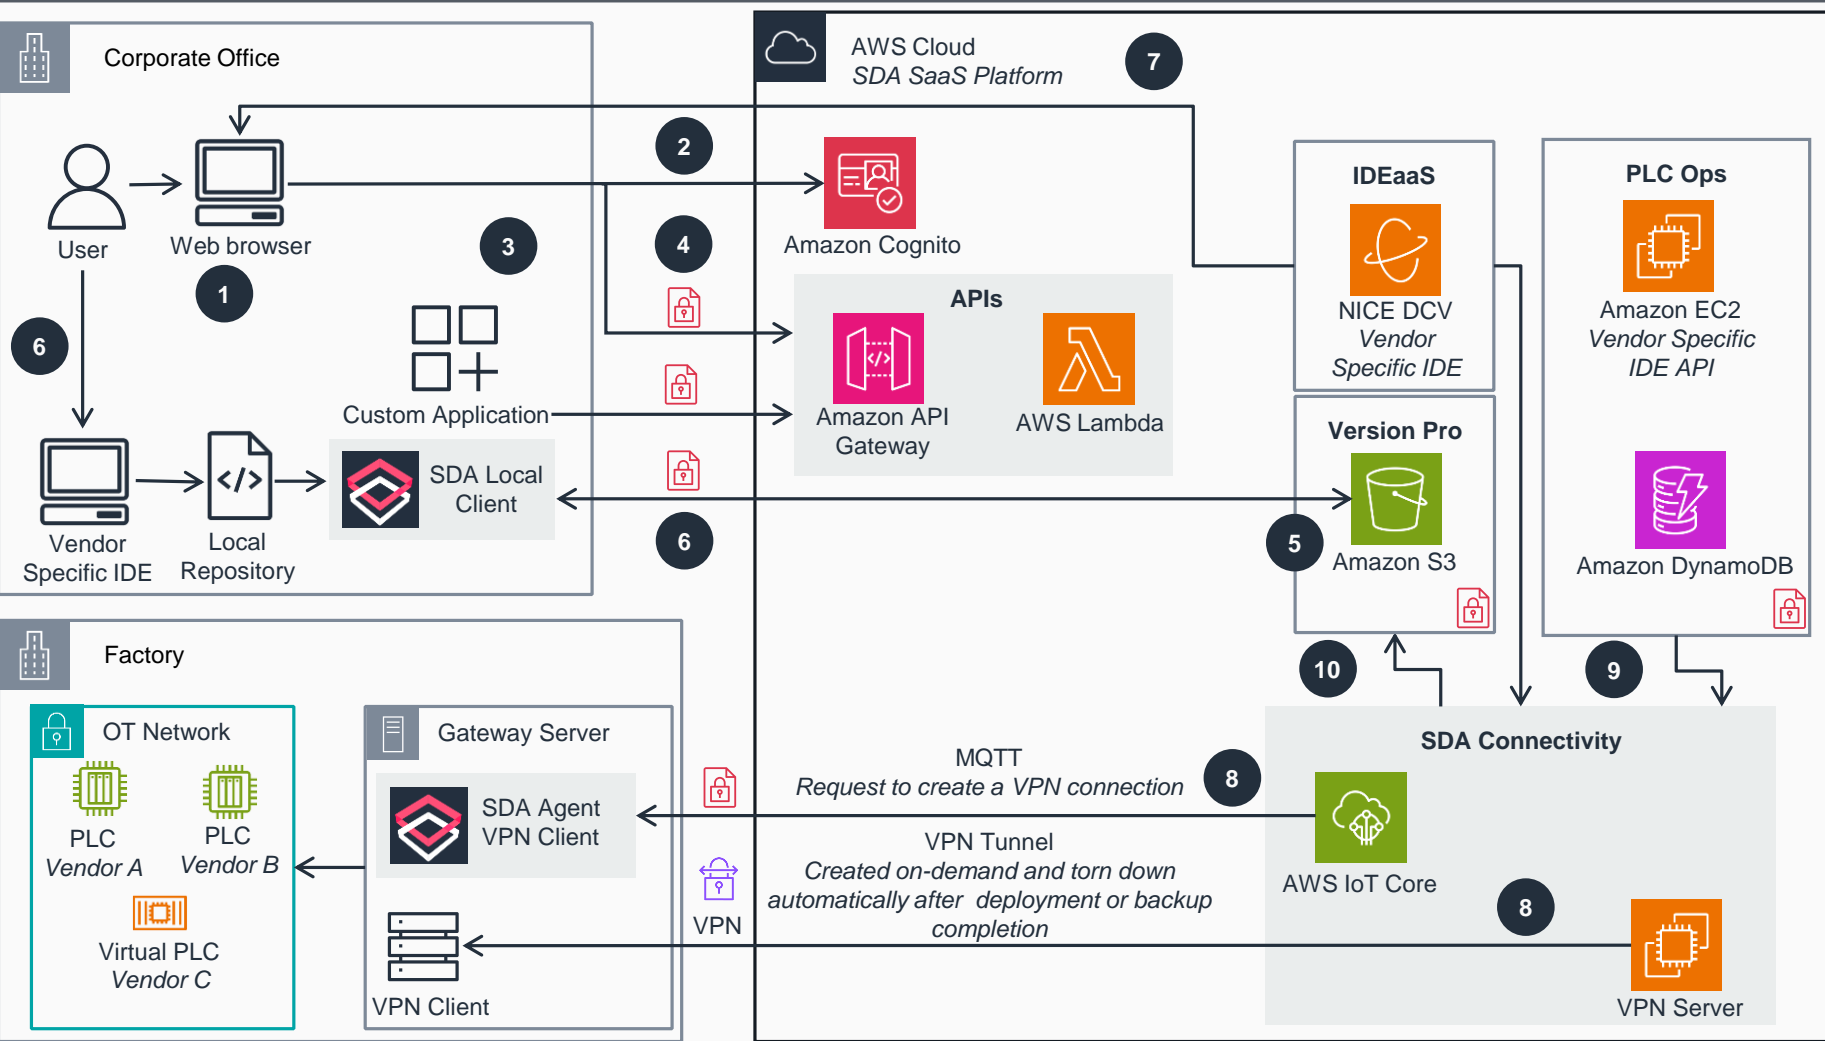 Corporate Office
AWS Cloud
SDA SaaS Platform
7
2
User
Web browser
1
3
4
Amazon Cognito
IDEaaS
NICE DCV
Vendor
Specific IDE
PLC Ops
Amazon EC2
Vendor Specific
IDE API
6
Custom Application
APIs
</>
Amazon API
Gateway
AWS Lambda
Version Pro
Amazon S3
5
Amazon DynamoDB
Vendor
Specific IDE
</>
Local
Repository
SDA Local
Client
6
Factory
10
9
OT Network
PLC
Vendor A
PLC
Vendor B
Virtual PLC
Vendor C
Gateway Server
SDA Agent
VPN Client
VPN Client
VPN
MQTT
Request to create a VPN connection
8
VPN Tunnel
Created on-demand and torn down
automatically after deployment or backup
completion
SDA Connectivity
AWS IoT Core
8
VPN Server